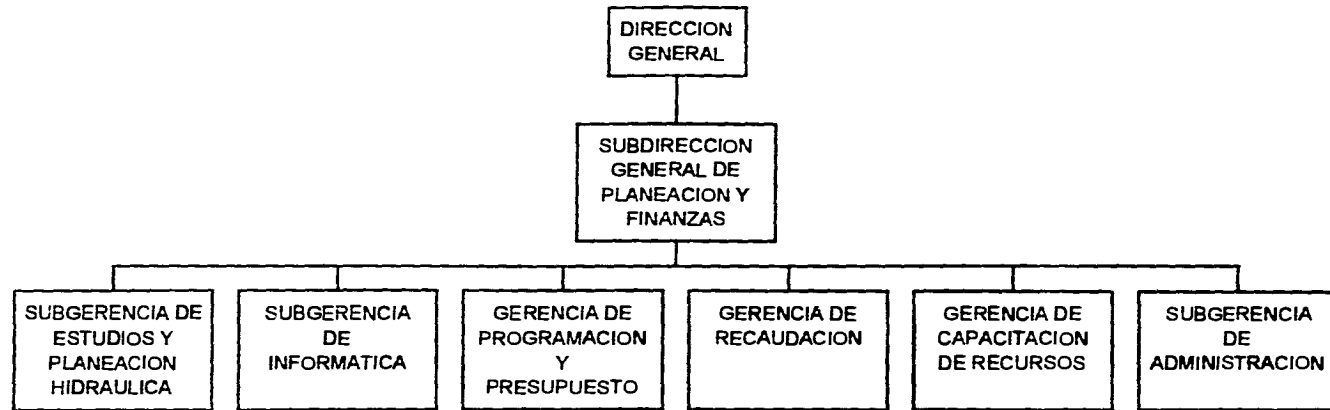 DIRECCION
GENERAL
SUBDIRECCION
GENERAL DE
PLANEACION Y
FINANZAS
SUBGERENCIA DE
ESTUDIOS Y
PLANEACION
HIDRAULICA
SUBGERENCIA
DE
INFORMATICA
GERENCIA DE
PROGRAMACION
Y
PRESUPUESTO
GERENCIA DE
RECAUDACION
GERENCIA DE
CAPACITACION
DE RECURSOS
SUBGERENCIA
DE
ADMINISTRACION